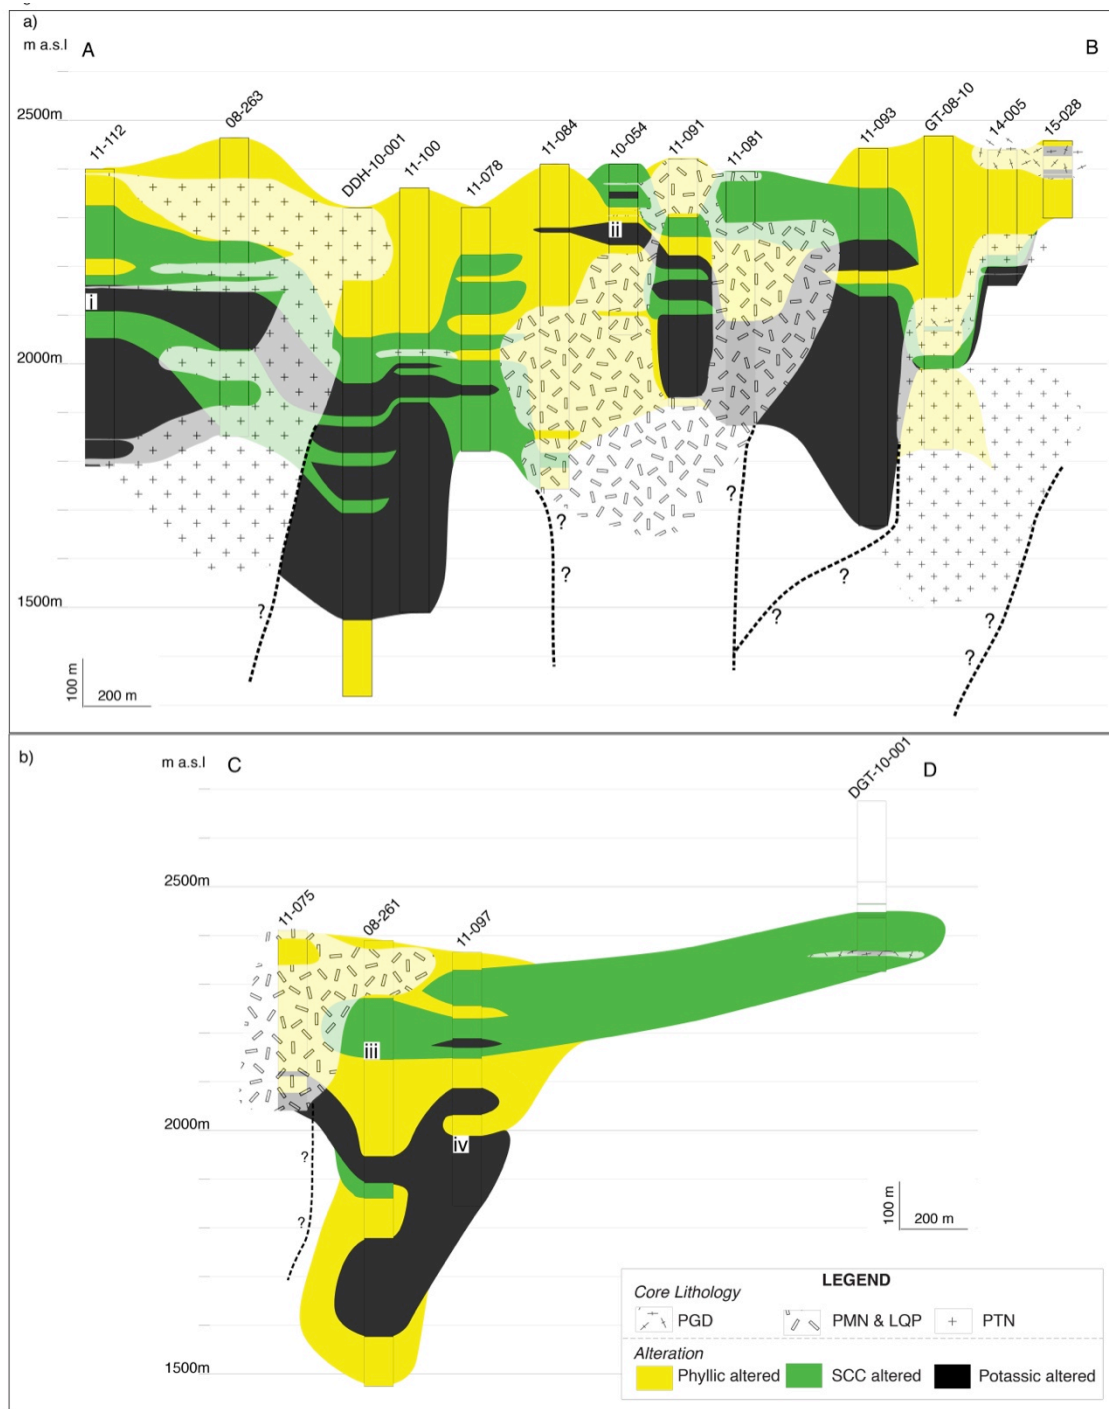 a)
m a.s.l A B
11-112 08-263 DDH-10-001 11-100 11-078 11-084 10-054 11-091 11-081 11-093 GT-08-10 14-005 15-028
2500m
ii
i
2000m
?
?
?
?
1500m
?
?
?
?
100 m
200 m
b)
m a.s.l C D
DGT-10-001
2500m
11-075 08-261 11-097
iii
2000m
iv
?
?
100 m
200 m
LEGEND
Core Lithology
PGD PMN & LQP PTN
Alteration
Phyllic altered SCC altered Potassic altered
1500m